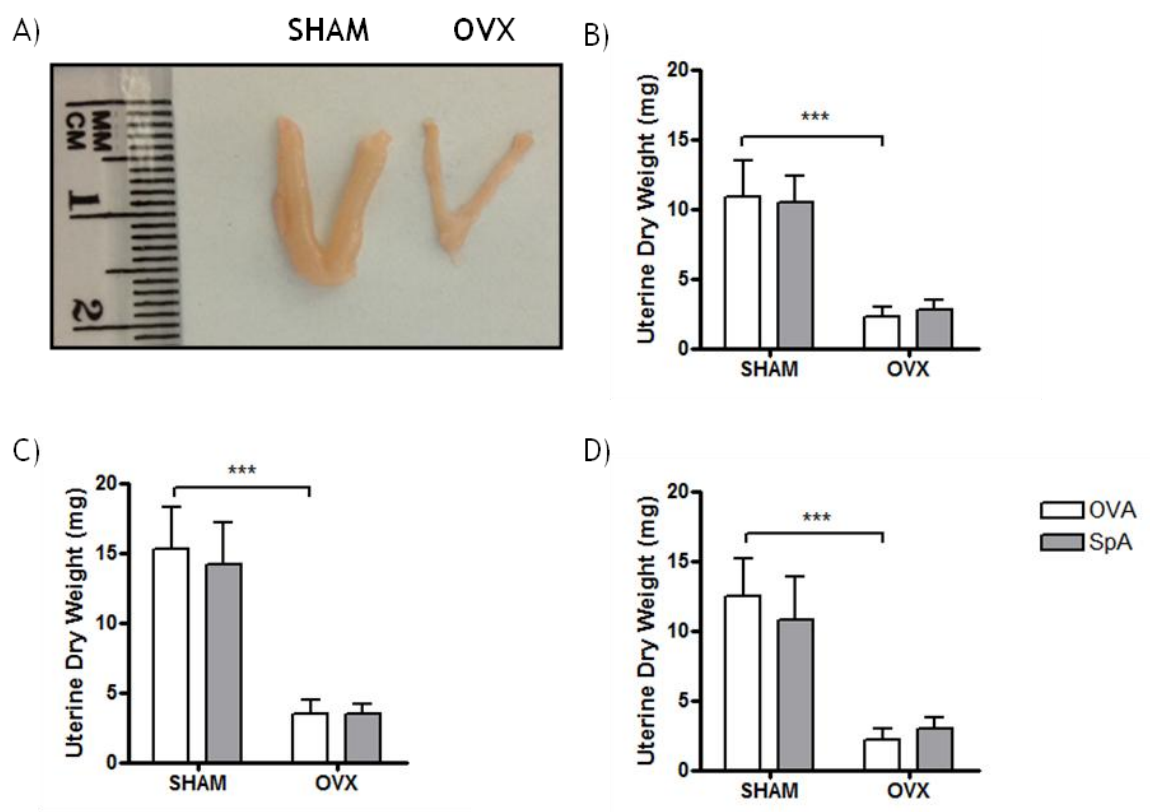 A)
SHAM OVX
MM
CM
1
2
B)
Uterine Dry Weight (mg)
20
15
10
5
0
***
SHAM OVX
C)
Uterine Dry Weight (mg)
20
15
10
5
0
***
SHAM OVX
D)
Uterine Dry Weight (mg)
20
15
10
5
0
***
SHAM OVX
OVA
SpA